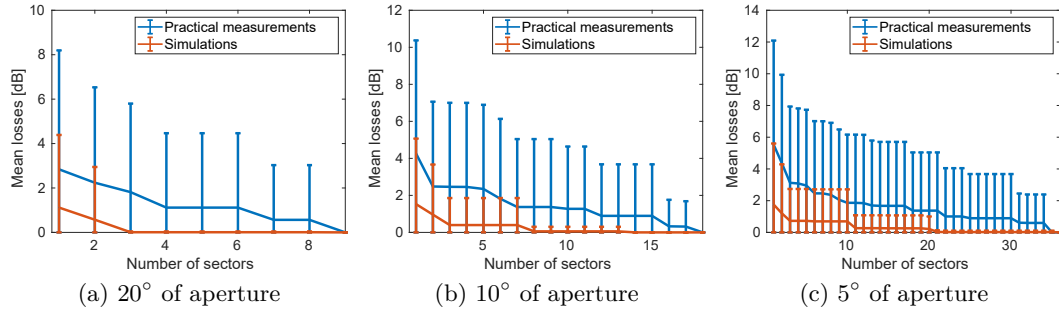 10
8
6
4
2
0
Mean losses [dB]
Practical measurements
Simulations
2 4 6 8
Number of sectors
(a) 20° of aperture
12
10
8
6
4
2
0
Mean losses [dB]
Practical measurements
Simulations
5 10 15
Number of sectors
(b) 10° of aperture
14
12
10
8
6
4
2
0
Mean losses [dB]
Practical measurements
Simulations
10 20 30
Number of sectors
(c) 5° of aperture